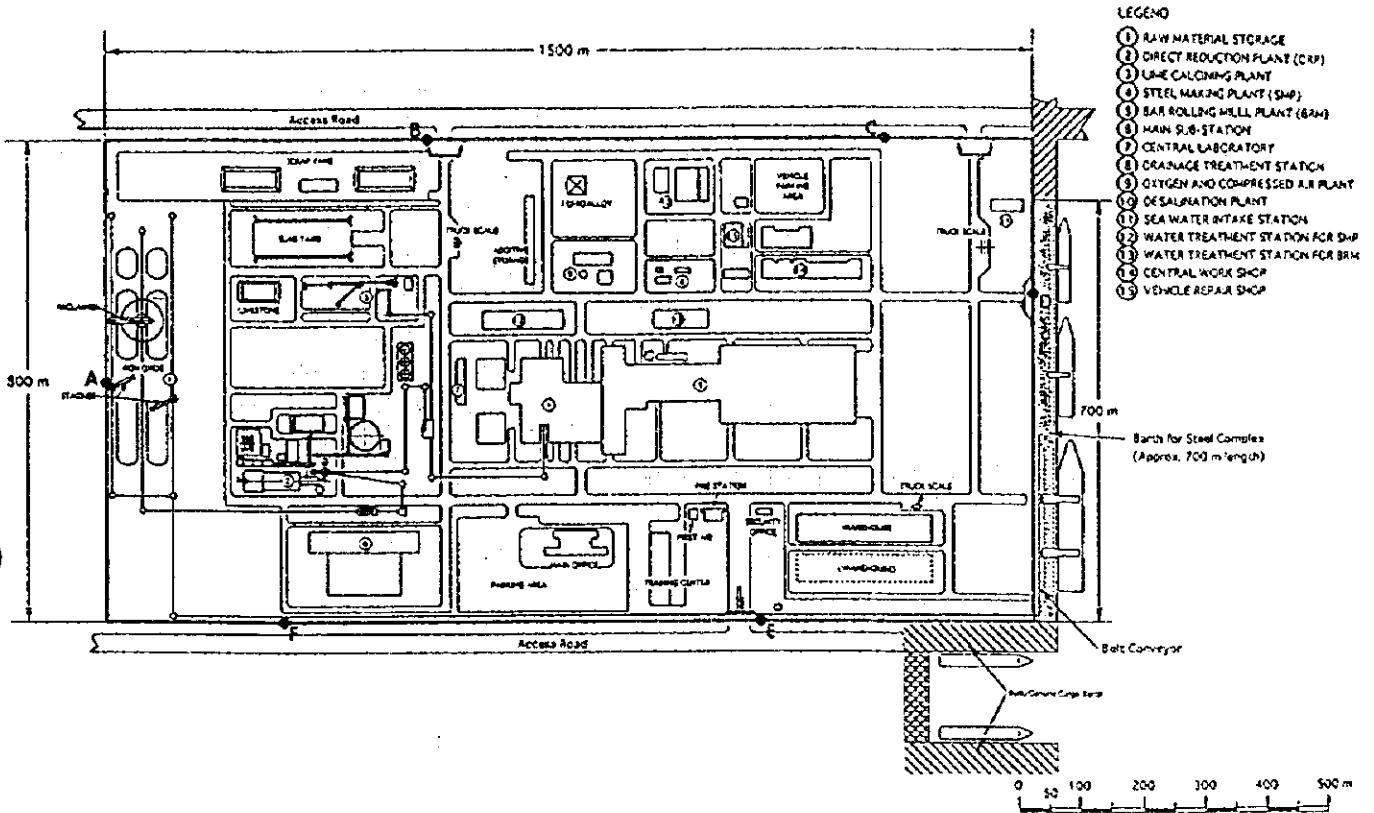 LEGEND
① RAW MATERIAL STORAGE
② DIRECT REDUCTION PLANT (DRP)
③ LIME CALCINING PLANT
④ STEEL MAKING PLANT (SMP)
⑤ BAR ROLLING MILL PLANT (BRM)
⑥ MAIN SUB-STATION
⑦ CENTRAL LABORATORY
⑧ DRAINAGE TREATMENT STATION
⑨ OXYGEN AND COMPRESSED AIR PLANT
⑩ DESALINATION PLANT
⑪ SEA WATER INTAKE STATION
⑫ WATER TREATMENT STATION FOR SMP
⑬ WATER TREATMENT STATION FOR BRM
⑭ CENTRAL WORK SHOP
⑮ VEHICLE REPAIR SHOP
1500 m
Access Road
B
C
SCRAP YARD
VEHICLE
PARKING
AREA
TRUCK SCALE
TRUCK SCALE
ADDITIVE
STORAGE
LIMESTONE
RECLAIMER
IRON OXIDE
A
STACKER
700 m
Berth for Steel Complex
(Approx. 700 m length)
TRUCK SCALE
FIRE STATION
FIRST AID
SECURITY
OFFICE
WAREHOUSE
MAIN OFFICE
PARKING AREA
TRAINING CENTER
F
E
Access Road
Belt Conveyor
0 50 100 200 300 400 500 m